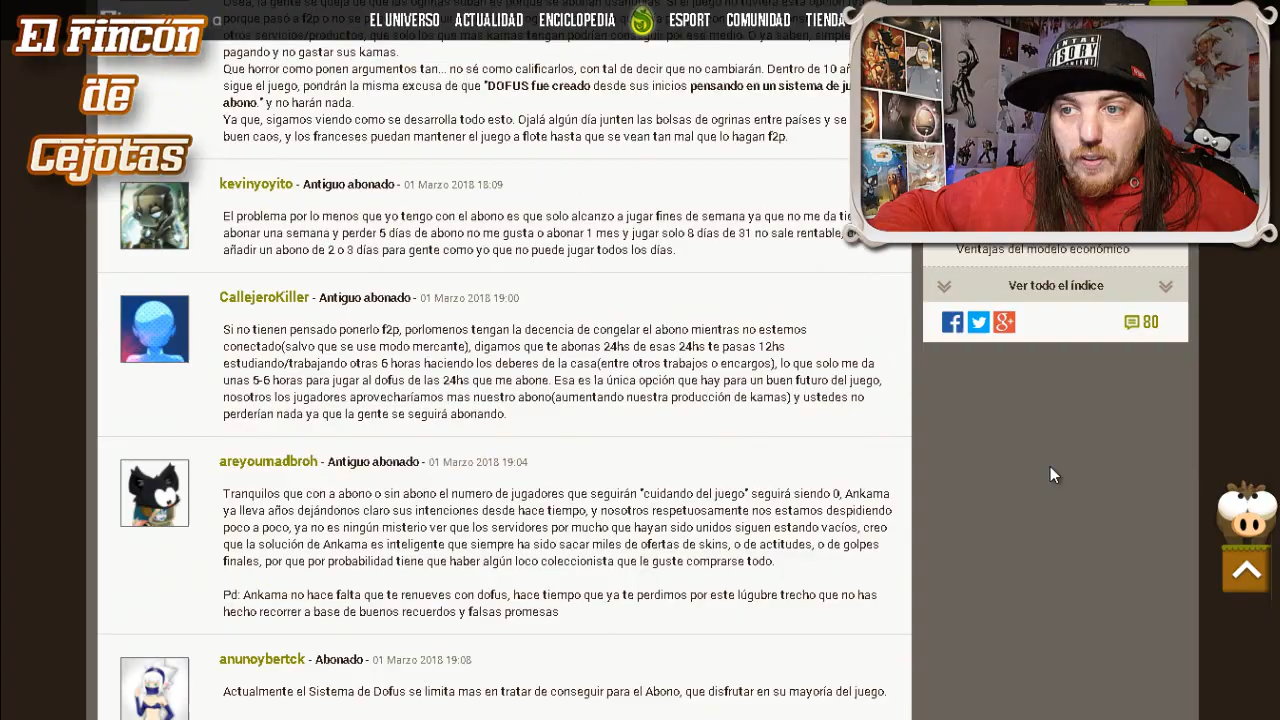 EL UNIVERSO ACTUALIDAD ENCICLOPEDIA ESPORT COMUNIDAD TIENDA
El rincón
de
Cejotas
pagando y no gastar sus kamas.
Que horror como ponen argumentos tan... no sé como calificarlos, con tal de decir que no cambiarán. Dentro de 10
sigue el juego, pondrán la misma excusa de que "DOFUS fue creado desde sus inicios pensando en un sistema de
abono." y no harán nada.
Ya que, sigamos viendo como se desarrolla todo esto. Ojalá algún día junten las bolsas de ogrinas entre países y se
buen caos, y los franceses puedan mantener el juego a flote hasta que se vean tan mal que lo hagan f2p.
kevinyoyito - Antiguo abonado - 01 Marzo 2018 18:09
El problema por lo menos que yo tengo con el abono es que solo alcanzo a jugar fines de semana ya que no me da
abonar una semana y perder 5 días de abono no me gusta o abonar 1 mes y jugar solo 8 días de 31 no sale rentable,
añadir un abono de 2 o 3 días para gente como yo que no puede jugar todos los días.
CallejeroKiller - Antiguo abonado - 01 Marzo 2018 19:00
Si no tienen pensado ponerlo f2p, porlomenos tengan la decencia de congelar el abono mientras no estemos
conectado(salvo que se use modo mercante), digamos que te abonas 24hs de esas 24hs te pasas 12hs
estudiando/trabajando otras 6 horas haciendo los deberes de la casa(entre otros trabajos o encargos), lo que solo me da
unas 5-6 horas para jugar al dofus de las 24hs que me abone. Esa es la única opción que hay para un buen futuro del juego,
nosotros los jugadores aprovecharíamos mas nuestro abono(aumentando nuestra producción de kamas) y ustedes no
perderían nada ya que la gente se seguirá abonando.
areyoumadbroh - Antiguo abonado - 01 Marzo 2018 19:04
Tranquilos que con a abono o sin abono el numero de jugadores que seguirán "cuidando del juego" seguirá siendo 0, Ankama
ya lleva años dejándonos claro sus intenciones desde hace tiempo, y nosotros respetuosamente nos estamos despidiendo
poco a poco, ya no es ningún misterio ver que los servidores por mucho que hayan sido unidos siguen estando vacíos, creo
que la solución de Ankama es inteligente que siempre ha sido sacar miles de ofertas de skins, o de actitudes, o de golpes
finales, por que por probabilidad tiene que haber algún loco coleccionista que le guste comprarse todo.
Pd: Ankama no hace falta que te renueves con dofus, hace tiempo que ya te perdimos por este lúgubre trecho que no has
hecho recorrer a base de buenos recuerdos y falsas promesas
anunoybertck - Abonado - 01 Marzo 2018 19:08
Actualmente el Sistema de Dofus se limita mas en tratar de conseguir para el Abono, que disfrutar en su mayoría del juego.
Ventajas del modelo económico
Ver todo el índice
80